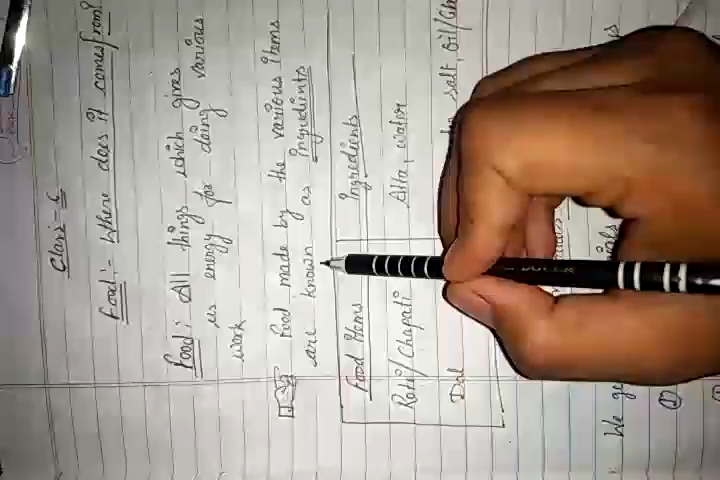 Class-6
Food:- Where does it comes from?
Food: All things which gives
us energy for doing various
work
Food made by the various items
are known as Ingredients
Food Items Ingredients
Roti/Chapati Atta, water
Dal salt, Oil/
We ge